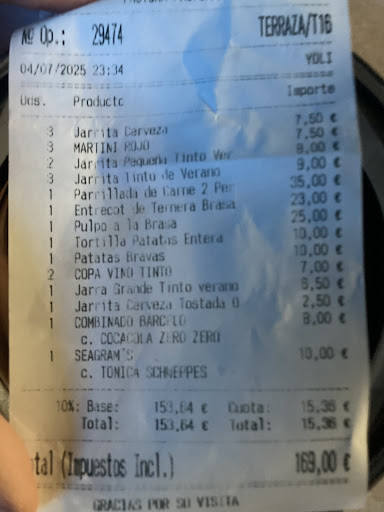 Nº Op.: 29474 TERRAZA/T16
04/07/2025 23:34 YOLI
Uds. Producto Importe
3 Jarrita Cerveza 7,50 €
3 MARTINI ROJO 7,50 €
2 Jarrita Pequeña Tinto Ver 8,00 €
3 Jarrita Tinto de Verano 9,00 €
1 Parrillada de Carne 2 Per 35,00 €
1 Entrecot de Ternera Brasa 23,00 €
1 Pulpo a la Brasa 25,00 €
1 Tortilla Patatas Entera 10,00 €
1 Patatas Bravas 10,00 €
2 COPA VINO TINTO 7,00 €
1 Jarra Grande Tinto verano 6,50 €
1 Jarrita Cerveza Tostada 0 2,50 €
1 COMBINADO BARCELO 8,00 €
c. COCACOLA ZERO ZERO
1 SEAGRAM'S 10,00 €
c. TONICA SCHWEPPES
10%: Base: 153,64 € Cuota: 15,36 €
Total: 153,64 € Total: 15,36 €
tal (Impuestos Incl.) 169,00 €
GRACIAS POR SU VISITA